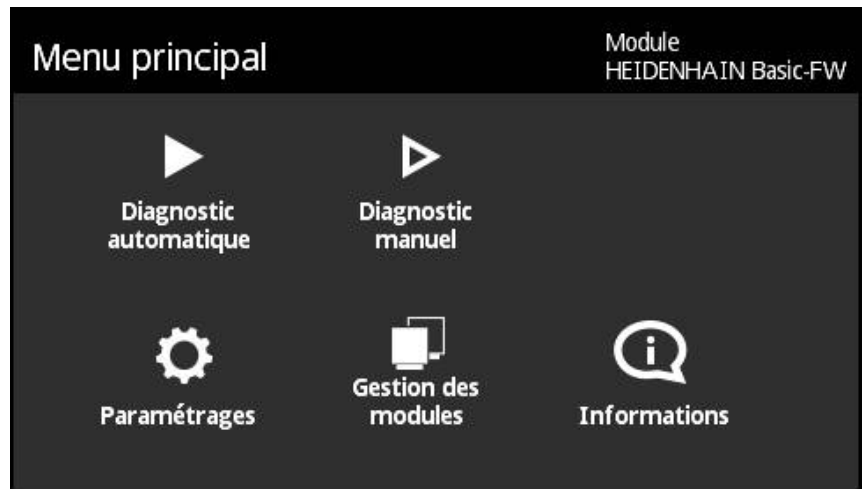 Menu principal
Module
HEIDENHAIN Basic-FW
Diagnostic
automatique
Diagnostic
manuel
Paramétrages
Gestion des
modules
Informations